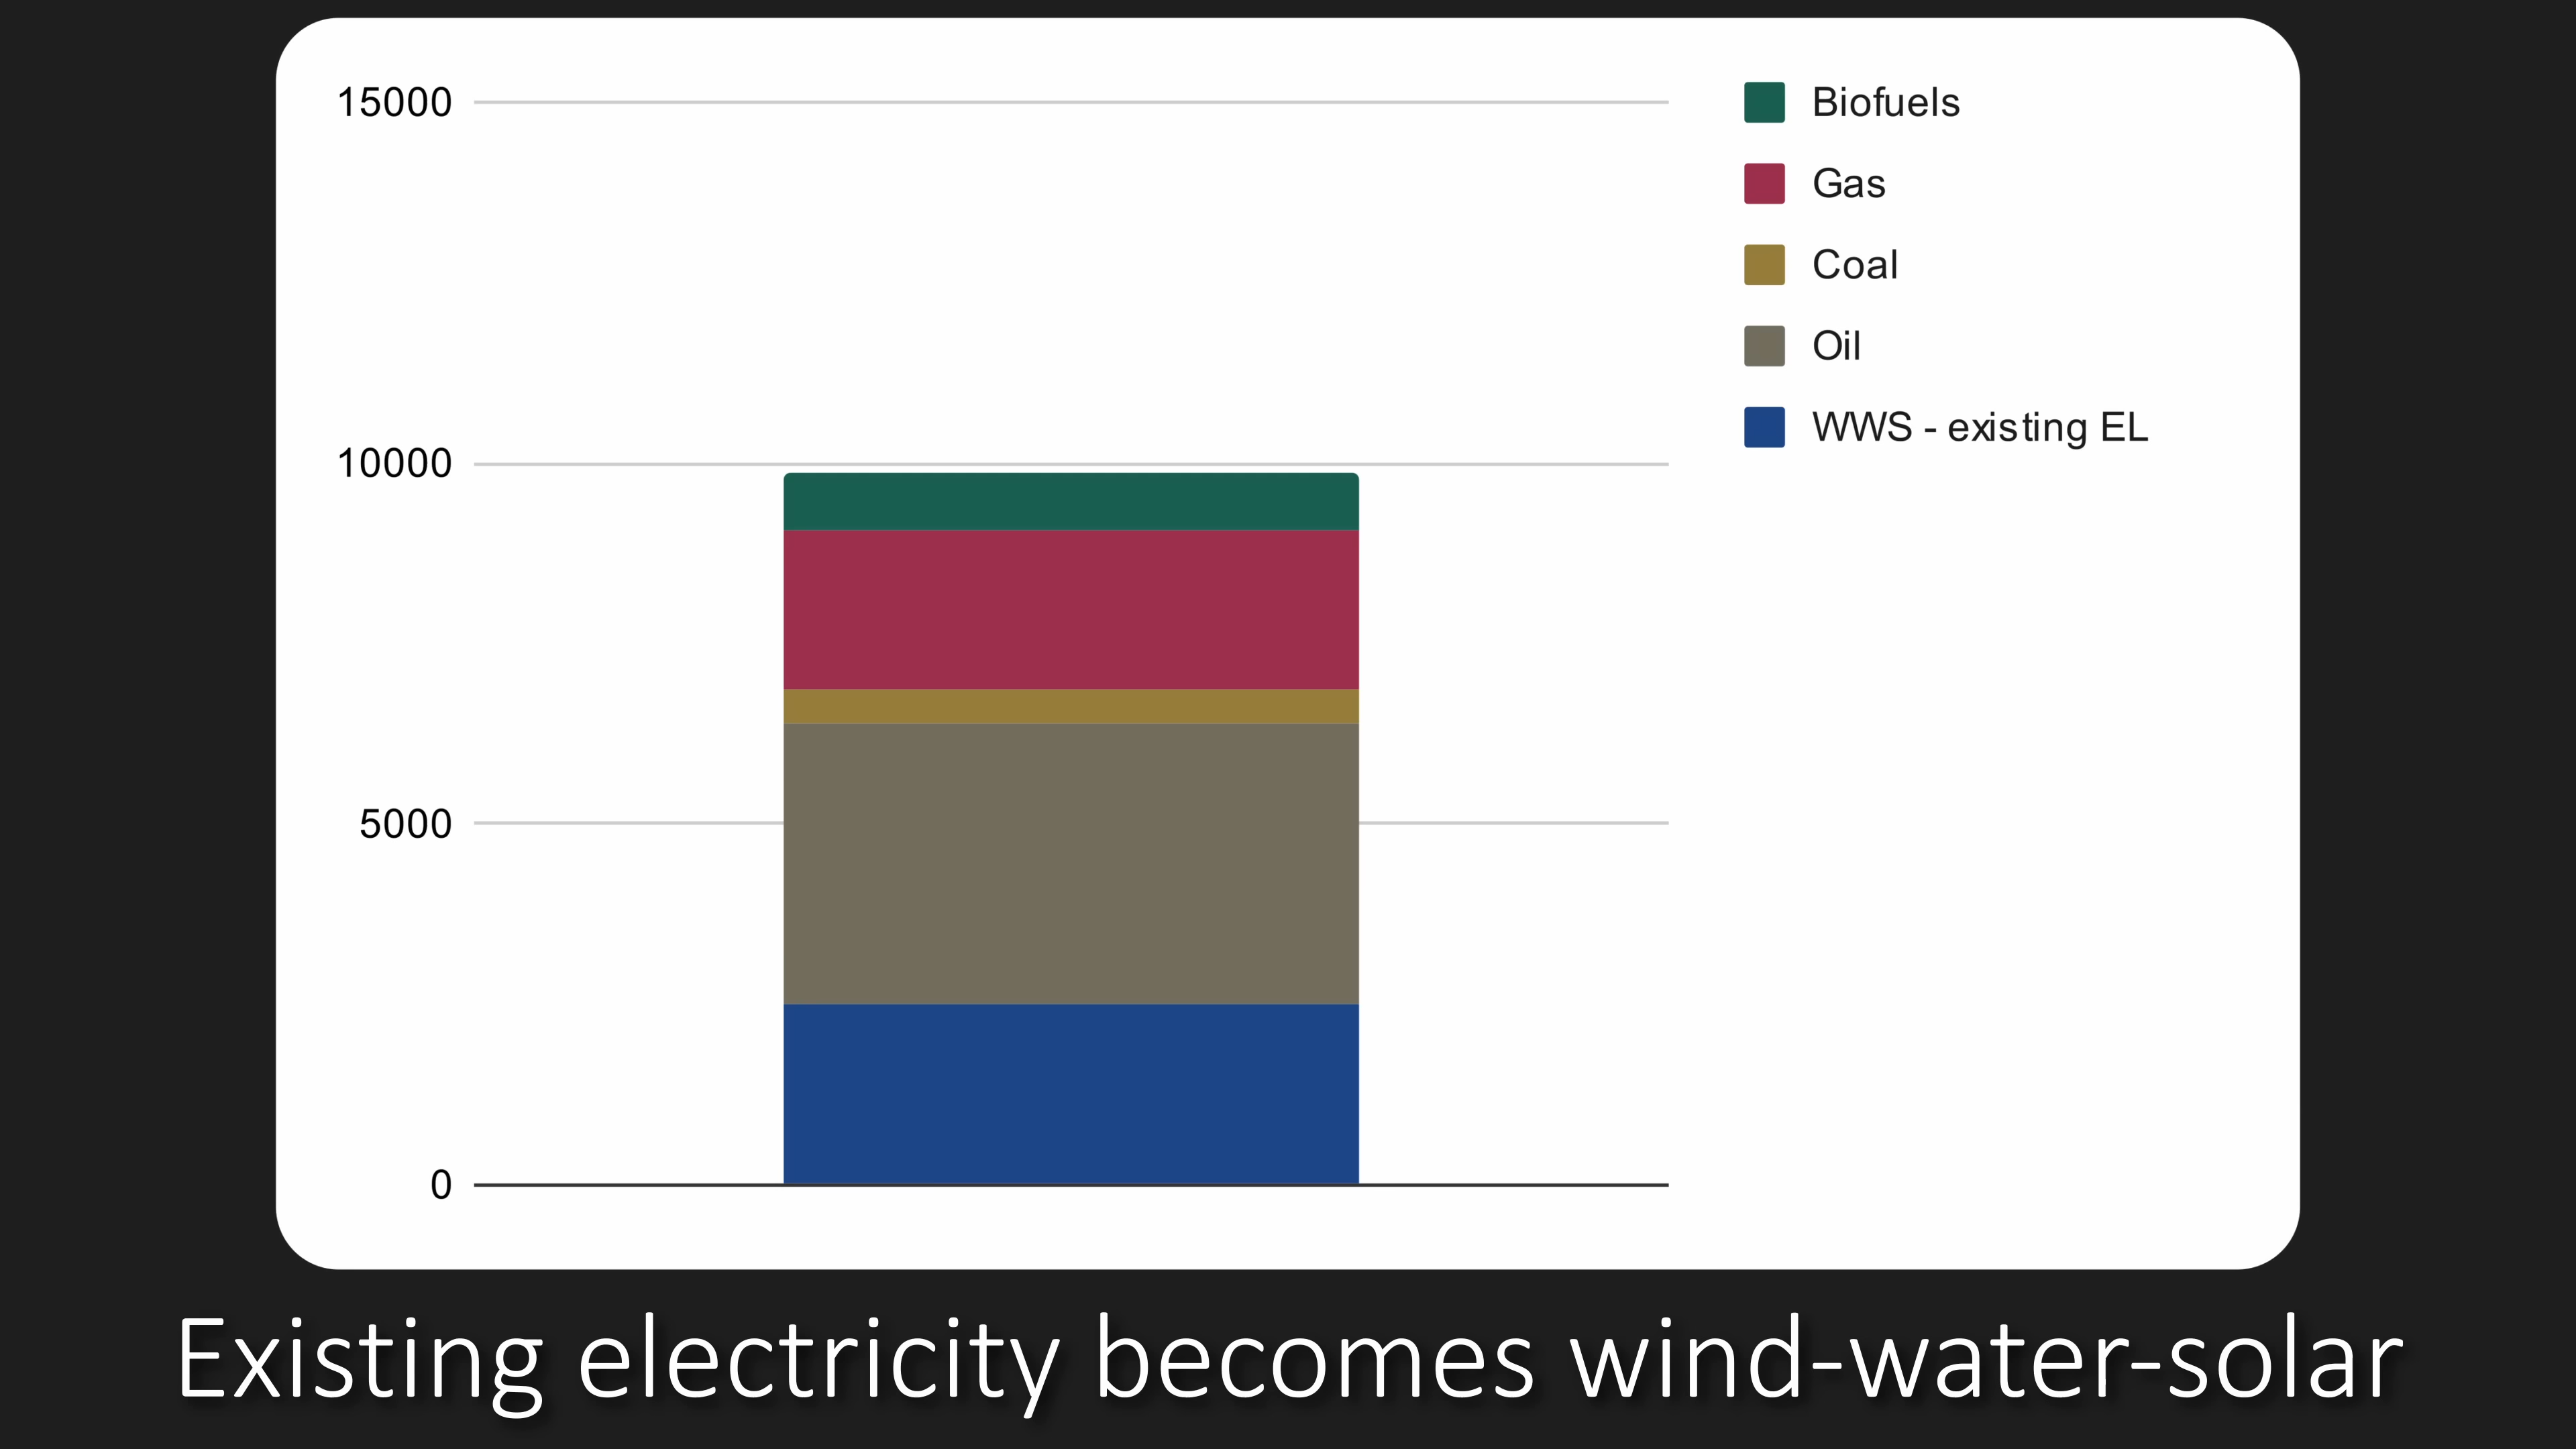 15000
10000
5000
0
Biofuels
Gas
Coal
Oil
WWS - existing EL
Existing electricity becomes wind-water-solar